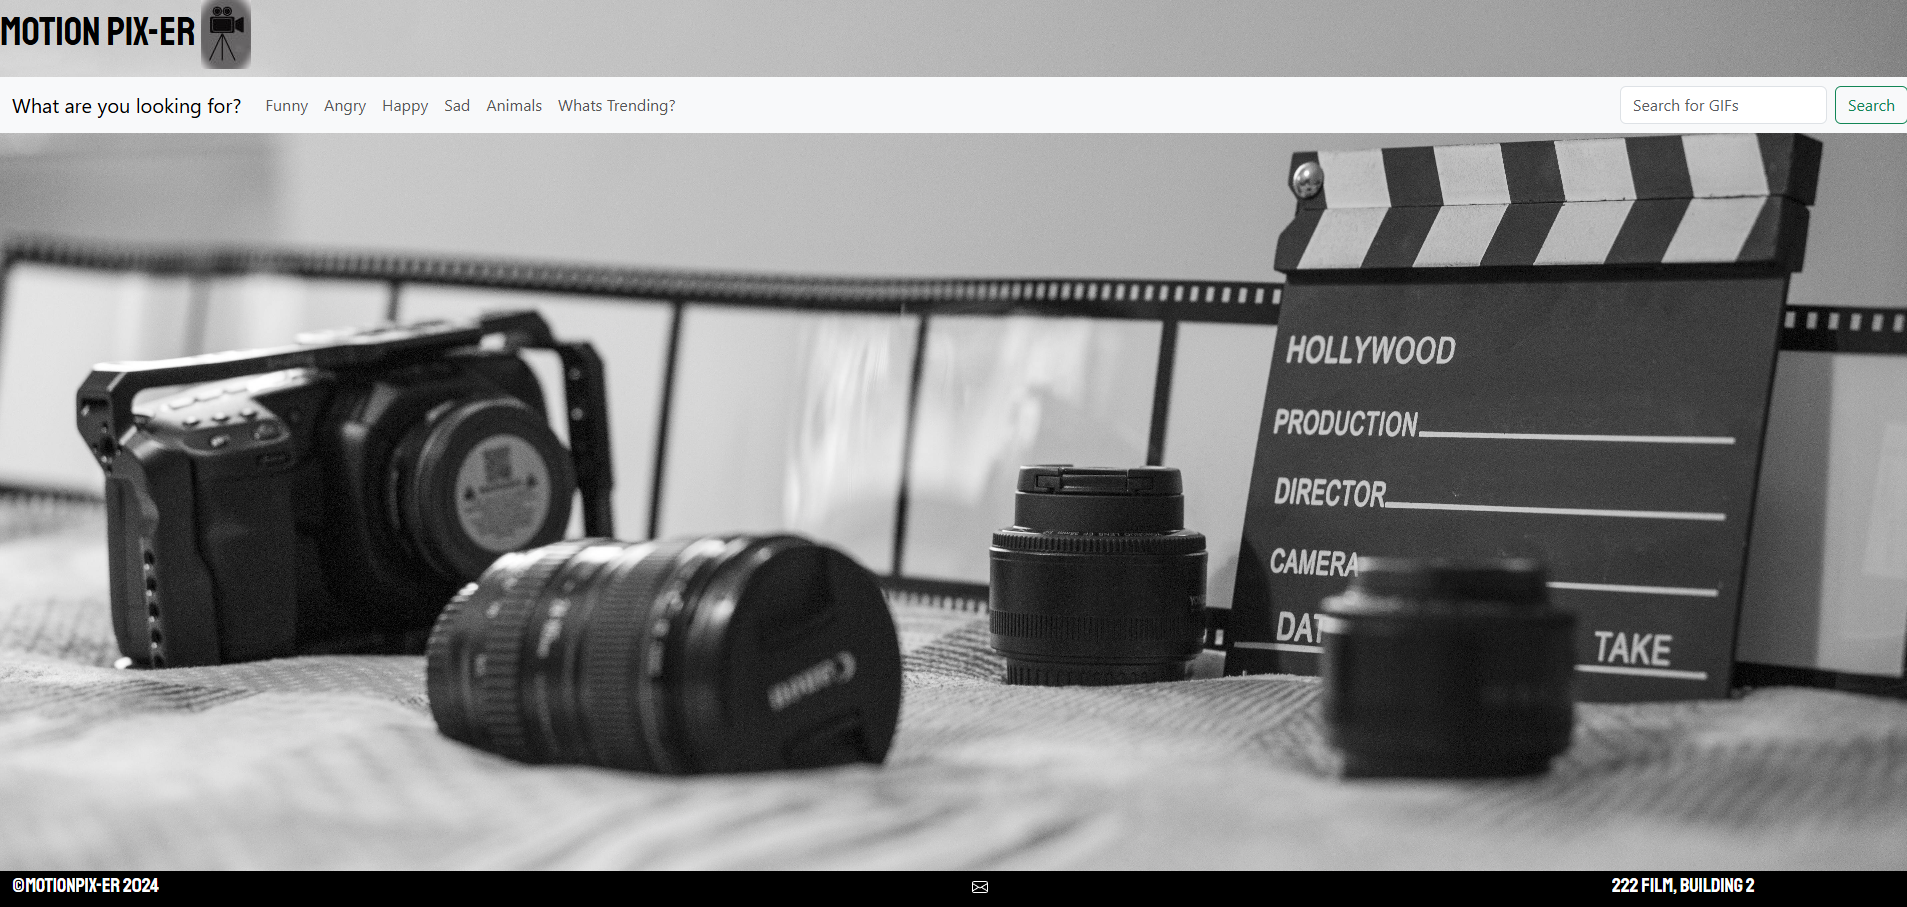 MOTION PIX-ER
What are you looking for? Funny Angry Happy Sad Animals Whats Trending? Search for GIFs Search
HOLLYWOOD
PRODUCTION
DIRECTOR
CAMERA
DAT
TAKE
Canon
©MOTIONPIX-ER 2024
222 FILM, BUILDING 2